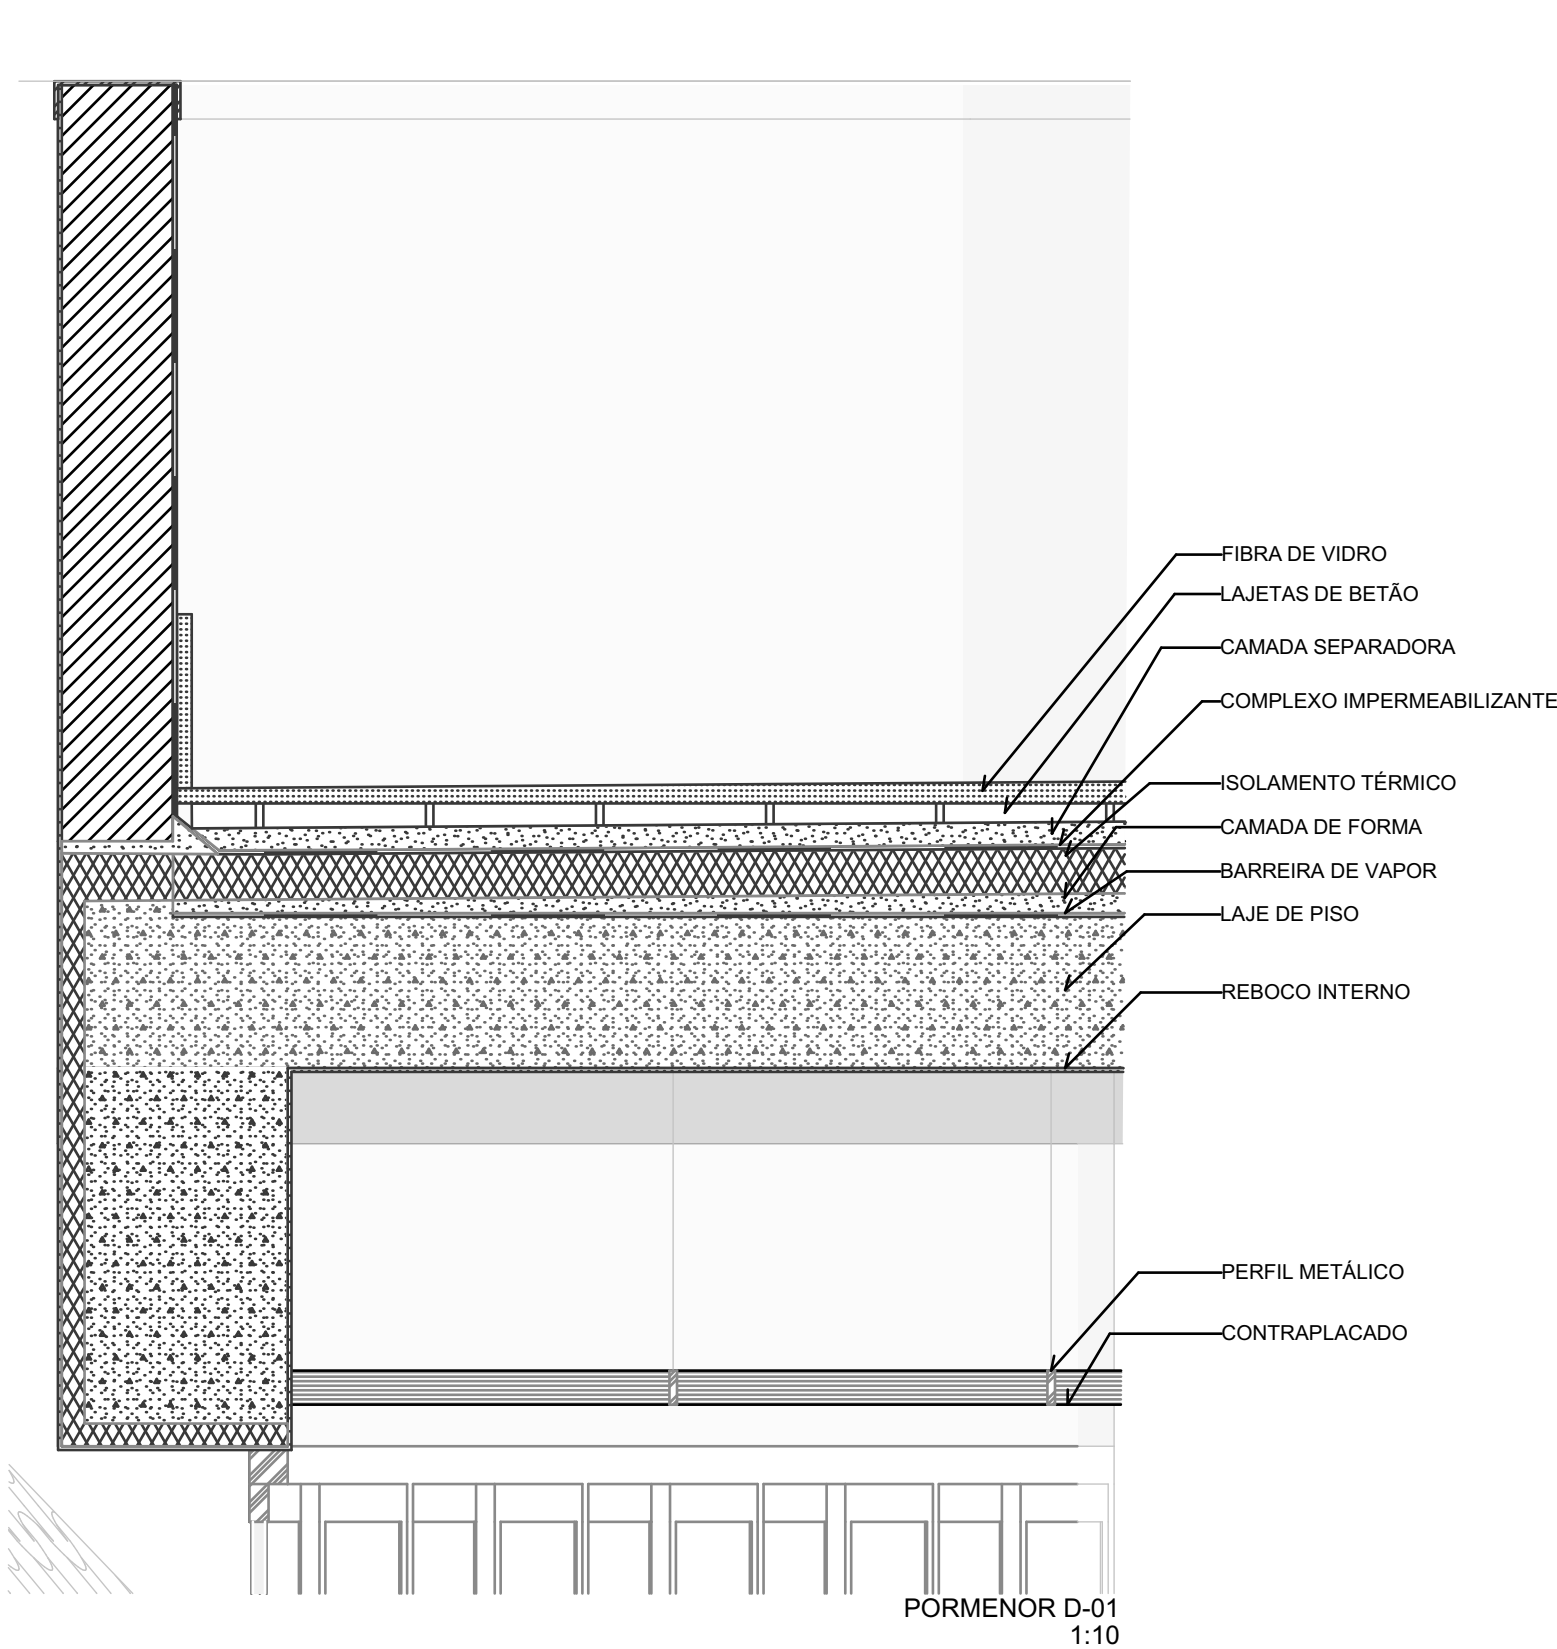 FIBRA DE VIDRO
LAJETAS DE BETÃO
CAMADA SEPARADORA
COMPLEXO IMPERMEABILIZANTE
ISOLAMENTO TÉRMICO
CAMADA DE FORMA
BARREIRA DE VAPOR
LAJE DE PISO
REBOCO INTERNO
PERFIL METÁLICO
CONTRAPLACADO
PORMENOR D-01
1:10